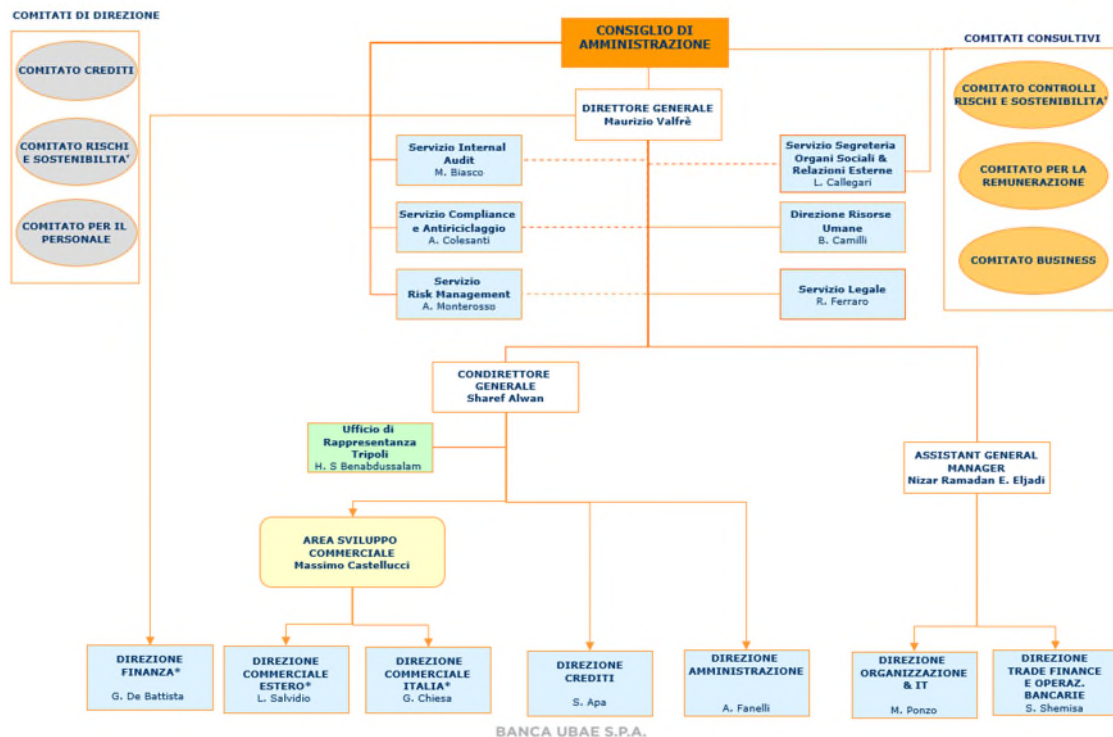 COMITATI DI DIREZIONE
COMITATO CREDITI
COMITATO RISCHI
E SOSTENIBILITA'
COMITATO PER IL
PERSONALE
CONSIGLIO DI
AMMINISTRAZIONE
COMITATI CONSULTIVI
COMITATO CONTROLLI
RISCHI E SOSTENIBILITA'
COMITATO PER LA
REMUNERAZIONE
COMITATO BUSINESS
DIRETTORE GENERALE
Maurizio Valfrè
Servizio Internal
Audit
M. Biasco
Servizio Segreteria
Organi Sociali &
Relazioni Esterne
L. Callegari
Servizio Compliance
e Antiriciclaggio
A. Colesanti
Direzione Risorse
Umane
B. Camilli
Servizio
Risk Management
A. Monterosso
Servizio Legale
R. Ferraro
CONDIRETTORE
GENERALE
Sharef Alwan
Ufficio di
Rappresentanza
Tripoli
H. S Benabdussalam
ASSISTANT GENERAL
MANAGER
Nizar Ramadan E. Eljadi
AREA SVILUPPO
COMMERCIALE
Massimo Castellucci
DIREZIONE
FINANZA*
G. De Battista
DIREZIONE
COMMERCIALE
ESTERO*
L. Salvidio
DIREZIONE
COMMERCIALE
ITALIA*
G. Chiesa
DIREZIONE
CREDITI
S. Apa
DIREZIONE
AMMINISTRAZIONE
A. Fanelli
DIREZIONE
ORGANIZZAZIONE
& IT
M. Ponzo
DIREZIONE
TRADE FINANCE
E OPERAZ.
BANCARIE
S. Shemisa
BANCA UBAE S.P.A.